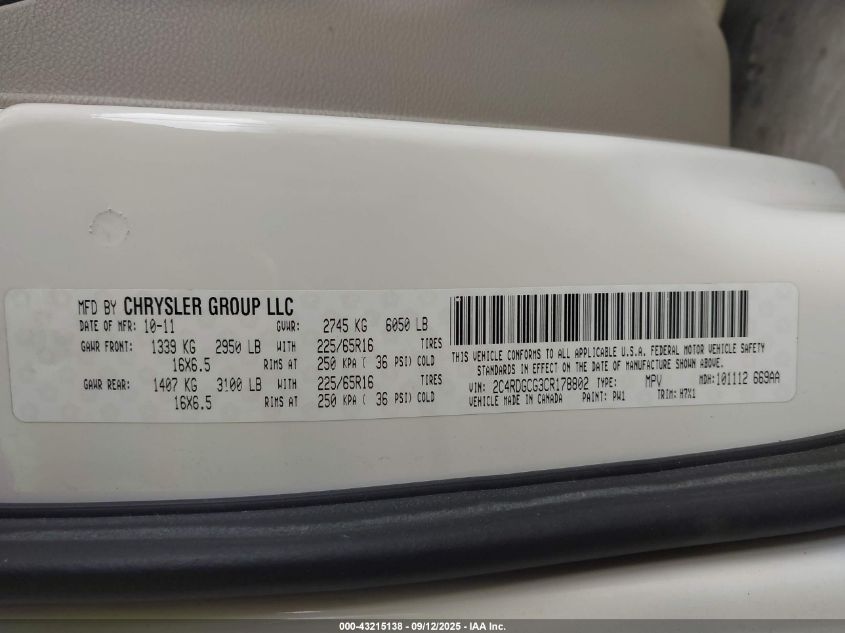 MFD BY CHRYSLER GROUP LLC
DATE OF MFR: 10-11 GVWR: 2745 KG 6050 LB
GAWR FRONT: 1339 KG 2950 LB WITH 225/65R16 TIRES
16X6.5 RIMS AT 250 KPA ( 36 PSI) COLD
GAWR REAR: 1407 KG 3100 LB WITH 225/65R16 TIRES
16X6.5 RIMS AT 250 KPA ( 36 PSI) COLD
THIS VEHICLE CONFORMS TO ALL APPLICABLE U.S.A. FEDERAL MOTOR VEHICLE SAFETY
STANDARDS IN EFFECT ON THE DATE OF MANUFACTURE SHOWN ABOVE.
VIN: 2C4RDGCG3CR178802 TYPE: MPV MDH: 101112 669AA
VEHICLE MADE IN CANADA PAINT: PW1 TRIM: H7X1
000-43215138 - 09/12/2025 - IAA Inc.